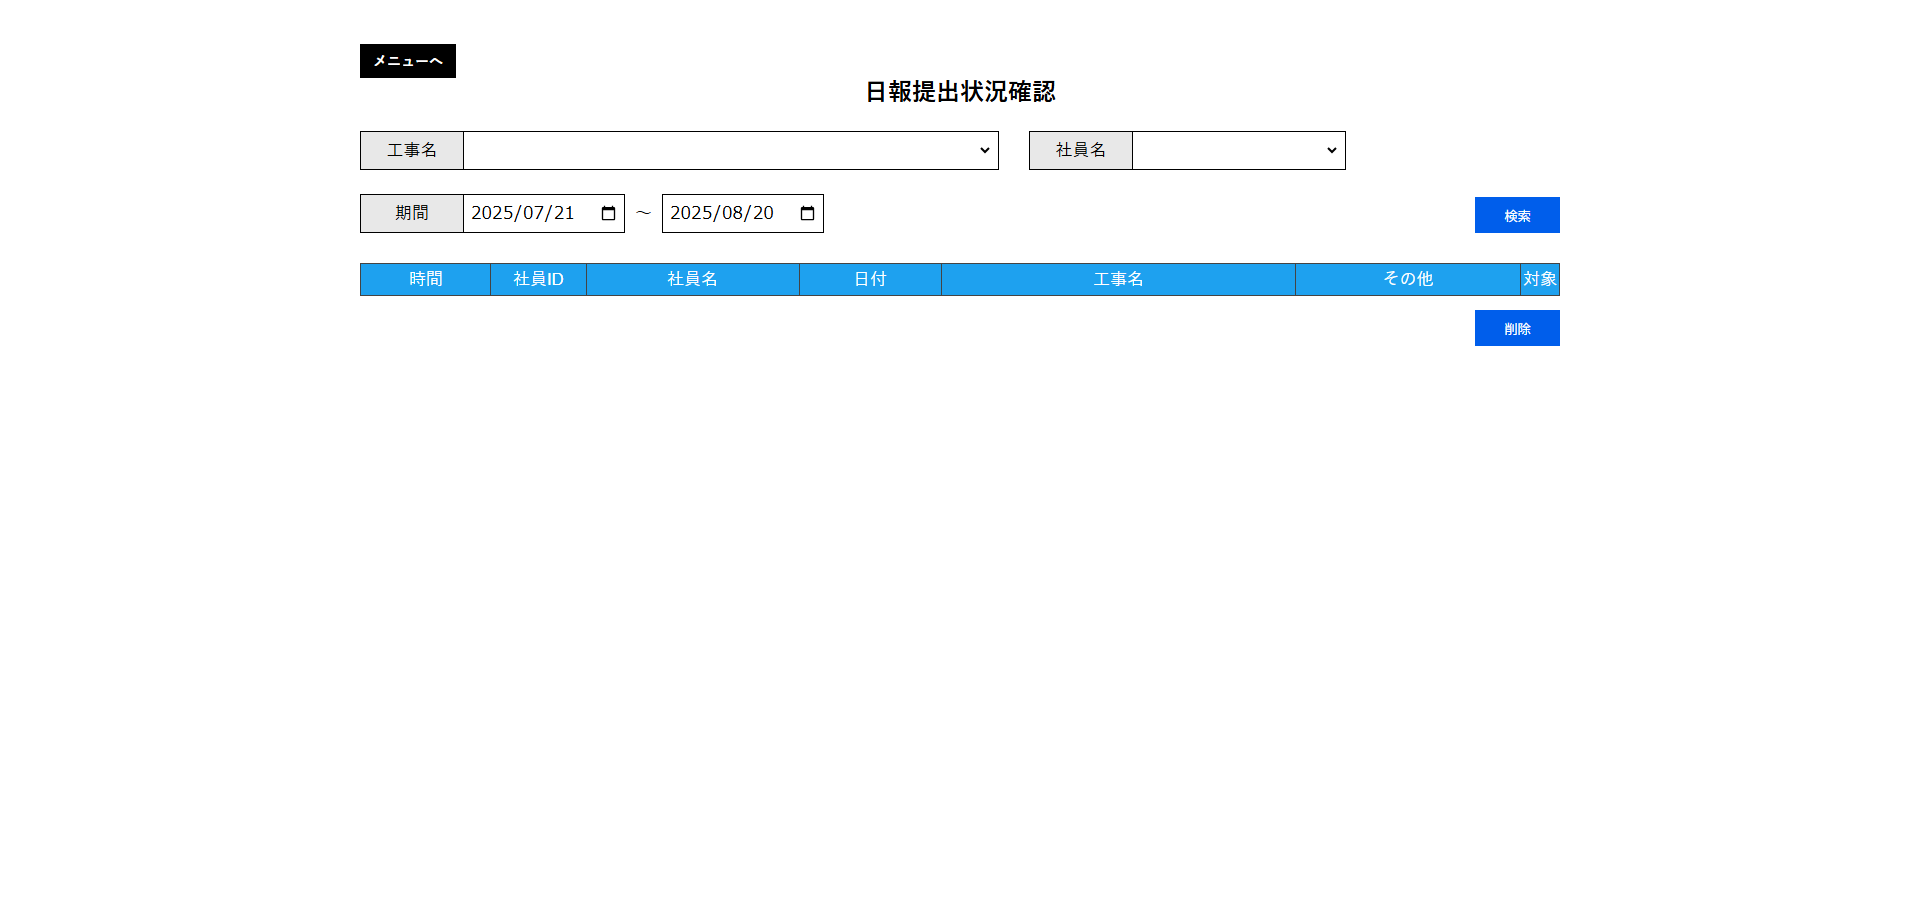 メニューへ
日報提出状況確認
工事名 社員名
期間 2025/07/21 ～ 2025/08/20 検索
時間 社員ID 社員名 日付 工事名 その他 対象
削除